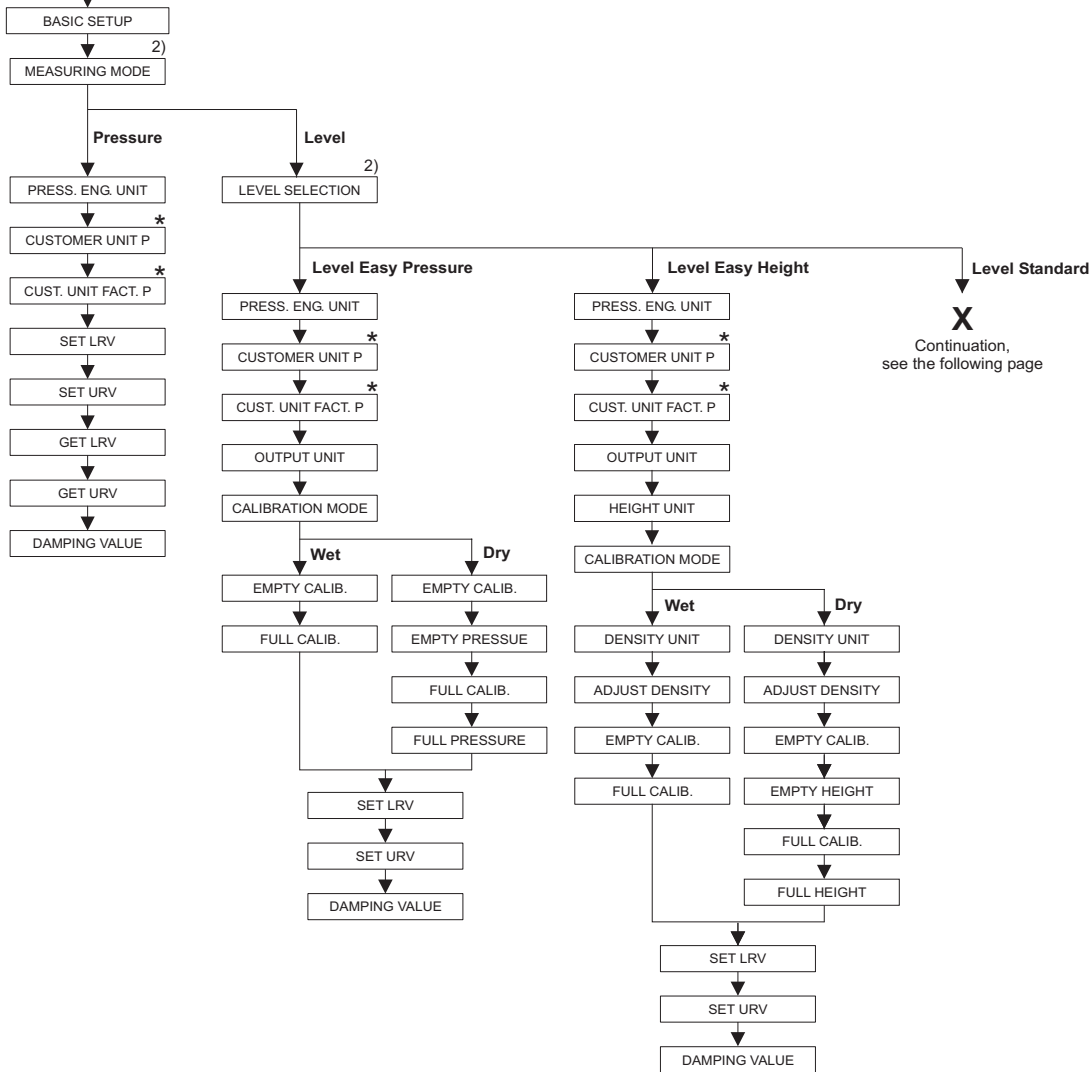 BASIC SETUP
2)
MEASURING MODE
Pressure
PRESS. ENG. UNIT
*
CUSTOMER UNIT P
*
CUST. UNIT FACT. P
SET LRV
SET URV
GET LRV
GET URV
DAMPING VALUE
Level
2)
LEVEL SELECTION
Level Easy Pressure
PRESS. ENG. UNIT
*
CUSTOMER UNIT P
*
CUST. UNIT FACT. P
OUTPUT UNIT
CALIBRATION MODE
Wet
EMPTY CALIB.
FULL CALIB.
Dry
EMPTY CALIB.
EMPTY PRESSUE
FULL CALIB.
FULL PRESSURE
SET LRV
SET URV
DAMPING VALUE
Level Easy Height
PRESS. ENG. UNIT
*
CUSTOMER UNIT P
*
CUST. UNIT FACT. P
OUTPUT UNIT
HEIGHT UNIT
CALIBRATION MODE
Wet
DENSITY UNIT
ADJUST DENSITY
EMPTY CALIB.
FULL CALIB.
Dry
DENSITY UNIT
ADJUST DENSITY
EMPTY CALIB.
EMPTY HEIGHT
FULL CALIB.
FULL HEIGHT
SET LRV
SET URV
DAMPING VALUE
Level Standard
X
Continuation,
see the following page